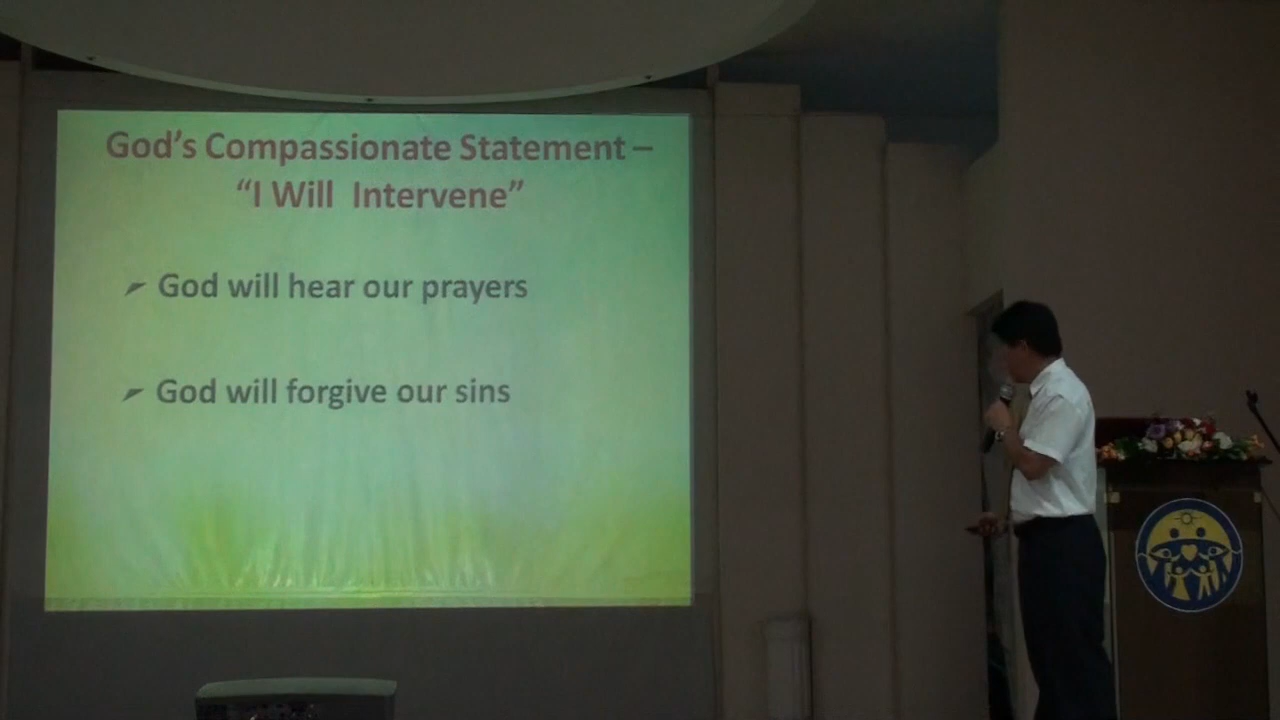 God's Compassionate Statement –
“I Will Intervene”
➢ God will hear our prayers
➢ God will forgive our sins